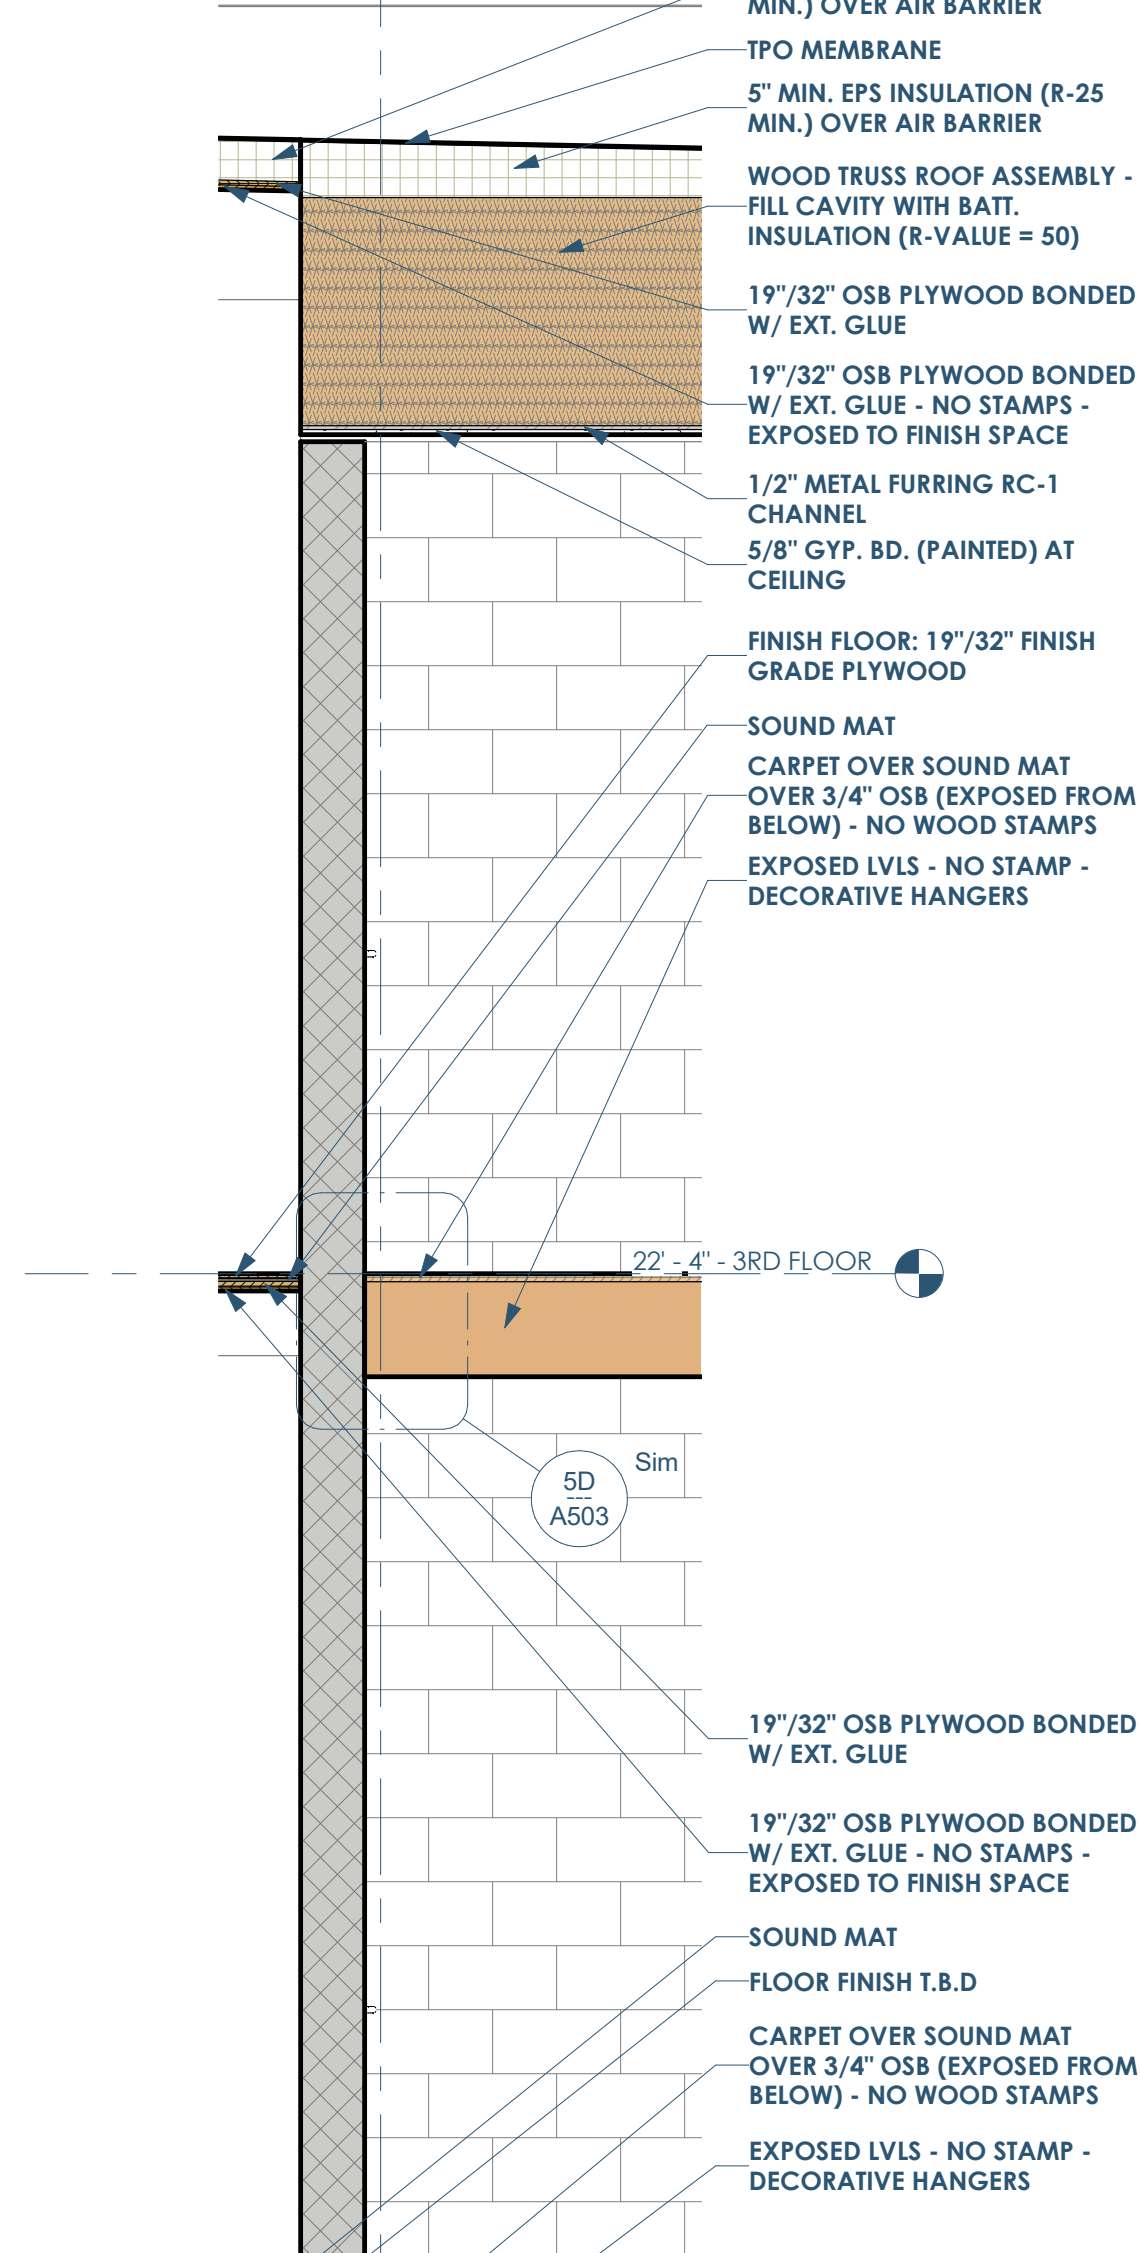 MIN.) OVER AIR BARRIER
TPO MEMBRANE
5" MIN. EPS INSULATION (R-25
MIN.) OVER AIR BARRIER
WOOD TRUSS ROOF ASSEMBLY -
FILL CAVITY WITH BATT.
INSULATION (R-VALUE = 50)
19"/32" OSB PLYWOOD BONDED
W/ EXT. GLUE
19"/32" OSB PLYWOOD BONDED
W/ EXT. GLUE - NO STAMPS -
EXPOSED TO FINISH SPACE
1/2" METAL FURRING RC-1
CHANNEL
5/8" GYP. BD. (PAINTED) AT
CEILING
FINISH FLOOR: 19"/32" FINISH
GRADE PLYWOOD
SOUND MAT
CARPET OVER SOUND MAT
OVER 3/4" OSB (EXPOSED FROM
BELOW) - NO WOOD STAMPS
EXPOSED LVLS - NO STAMP -
DECORATIVE HANGERS
22' - 4" - 3RD FLOOR
Sim
5D
---
A503
19"/32" OSB PLYWOOD BONDED
W/ EXT. GLUE
19"/32" OSB PLYWOOD BONDED
W/ EXT. GLUE - NO STAMPS -
EXPOSED TO FINISH SPACE
SOUND MAT
FLOOR FINISH T.B.D
CARPET OVER SOUND MAT
OVER 3/4" OSB (EXPOSED FROM
BELOW) - NO WOOD STAMPS
EXPOSED LVLS - NO STAMP -
DECORATIVE HANGERS